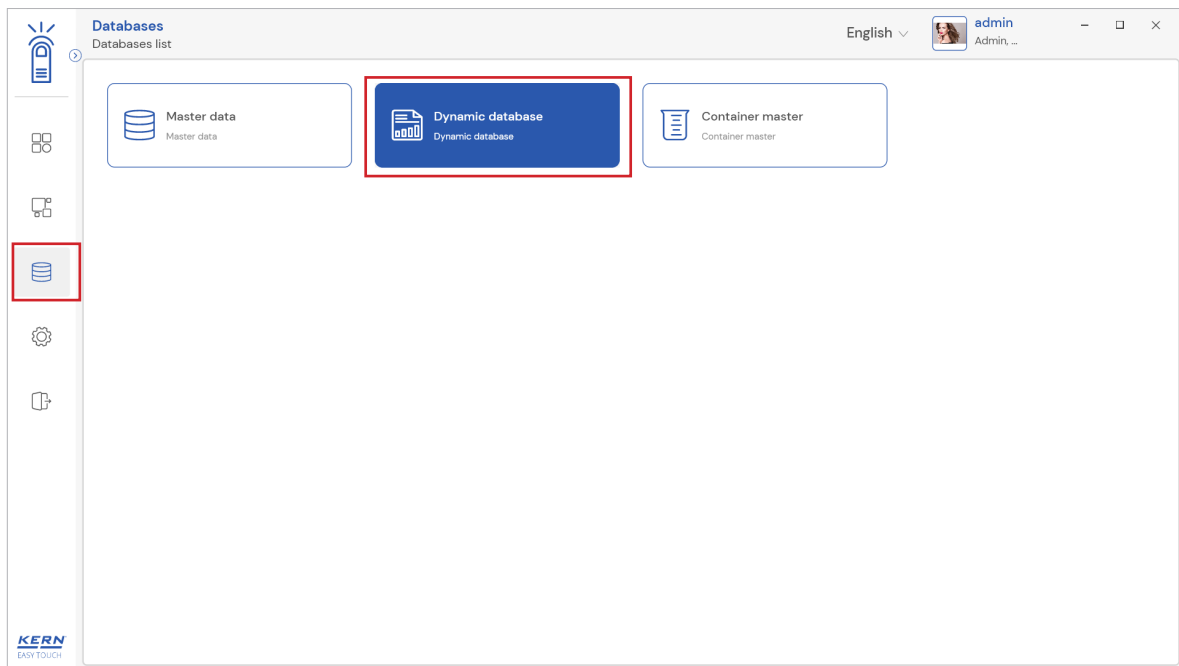 Databases
Databases list
English
admin
Admin, ...
Master data
Master data
Dynamic database
Dynamic database
Container master
Container master
KERN
EASY TOUCH